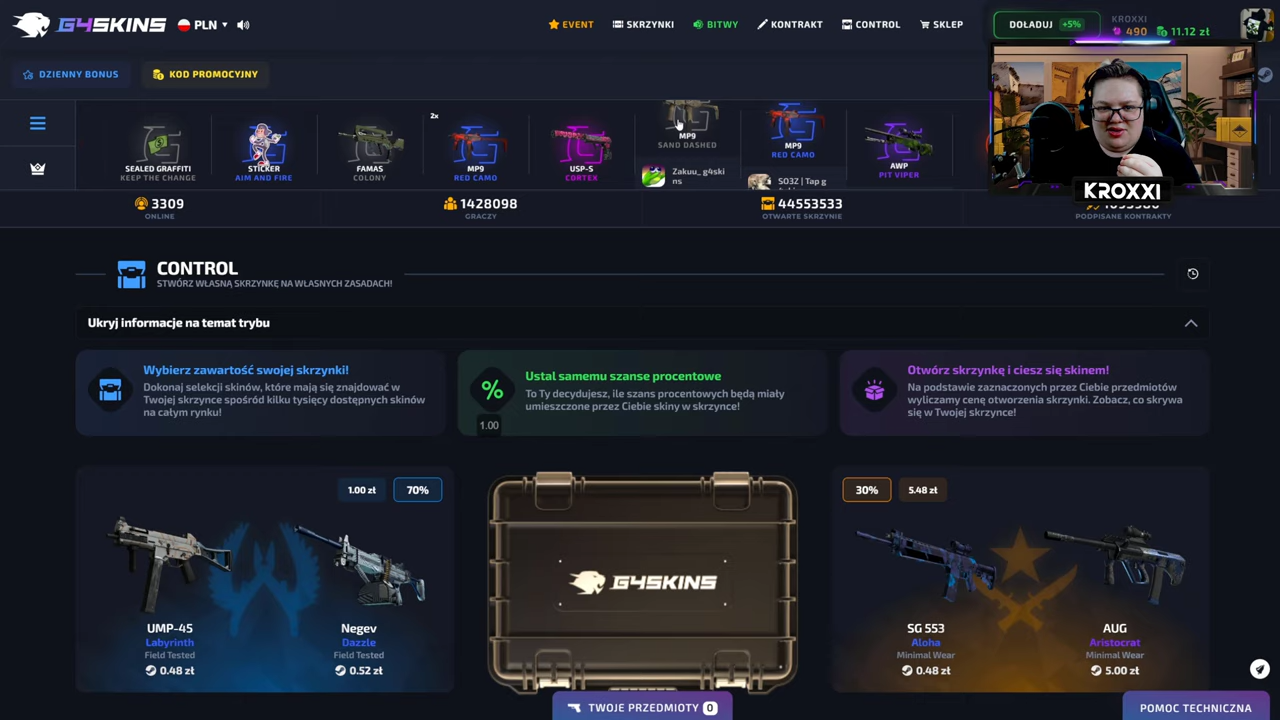 G4SKINS
PLN
EVENT
SKRZYNKI
BITWY
KONTRAKT
CONTROL
SKLEP
DOŁADUJ +5%
KROXXI
490
11.12 zł
DZIENNY BONUS
KOD PROMOCYJNY
SEALED GRAFFITI
KEEP THE CHANGE
STICKER
AIM AND FIRE
FAMAS
COLONY
2x
MP9
RED CAMO
USP-S
CORTEX
MP9
SAND DASHED
Zakuu_ g4ski
ns
MP9
RED CAMO
SO3Z | Tap g
AWP
PIT VIPER
KROXXI
3309
ONLINE
1428098
GRACZY
44553533
OTWARTE SKRZYNIE
PODPISANE KONTRAKTY
CONTROL
STWÓRZ WŁASNĄ SKRZYNKĘ NA WŁASNYCH ZASADACH!
Ukryj informacje na temat trybu
Wybierz zawartość swojej skrzynki!
Dokonaj selekcji skinów, które mają się znajdować w
Twojej skrzynce spośród kilku tysięcy dostępnych skinów
na całym rynku!
%
1.00
Ustal samemu szanse procentowe
To Ty decydujesz, ile szans procentowych będą miały
umieszczone przez Ciebie skiny w skrzynce!
Otwórz skrzynkę i ciesz się skinem!
Na podstawie zaznaczonych przez Ciebie przedmiotów
wyliczamy cenę otworzenia skrzynki. Zobacz, co skrywa
się w Twojej skrzynce!
1.00 zł
70%
UMP-45
Labyrinth
Field Tested
0.48 zł
Negev
Dazzle
Field Tested
0.52 zł
G4SKINS
30%
5.48 zł
SG 553
Aloha
Minimal Wear
0.48 zł
AUG
Aristocrat
Minimal Wear
5.00 zł
TWOJE PRZEDMIOTY 0
POMOC TECHNICZNA